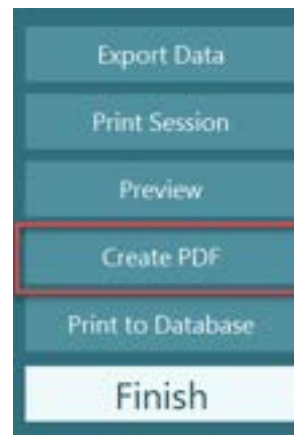 Export Data
Print Session
Preview
Create PDF
Print to Database
Finish